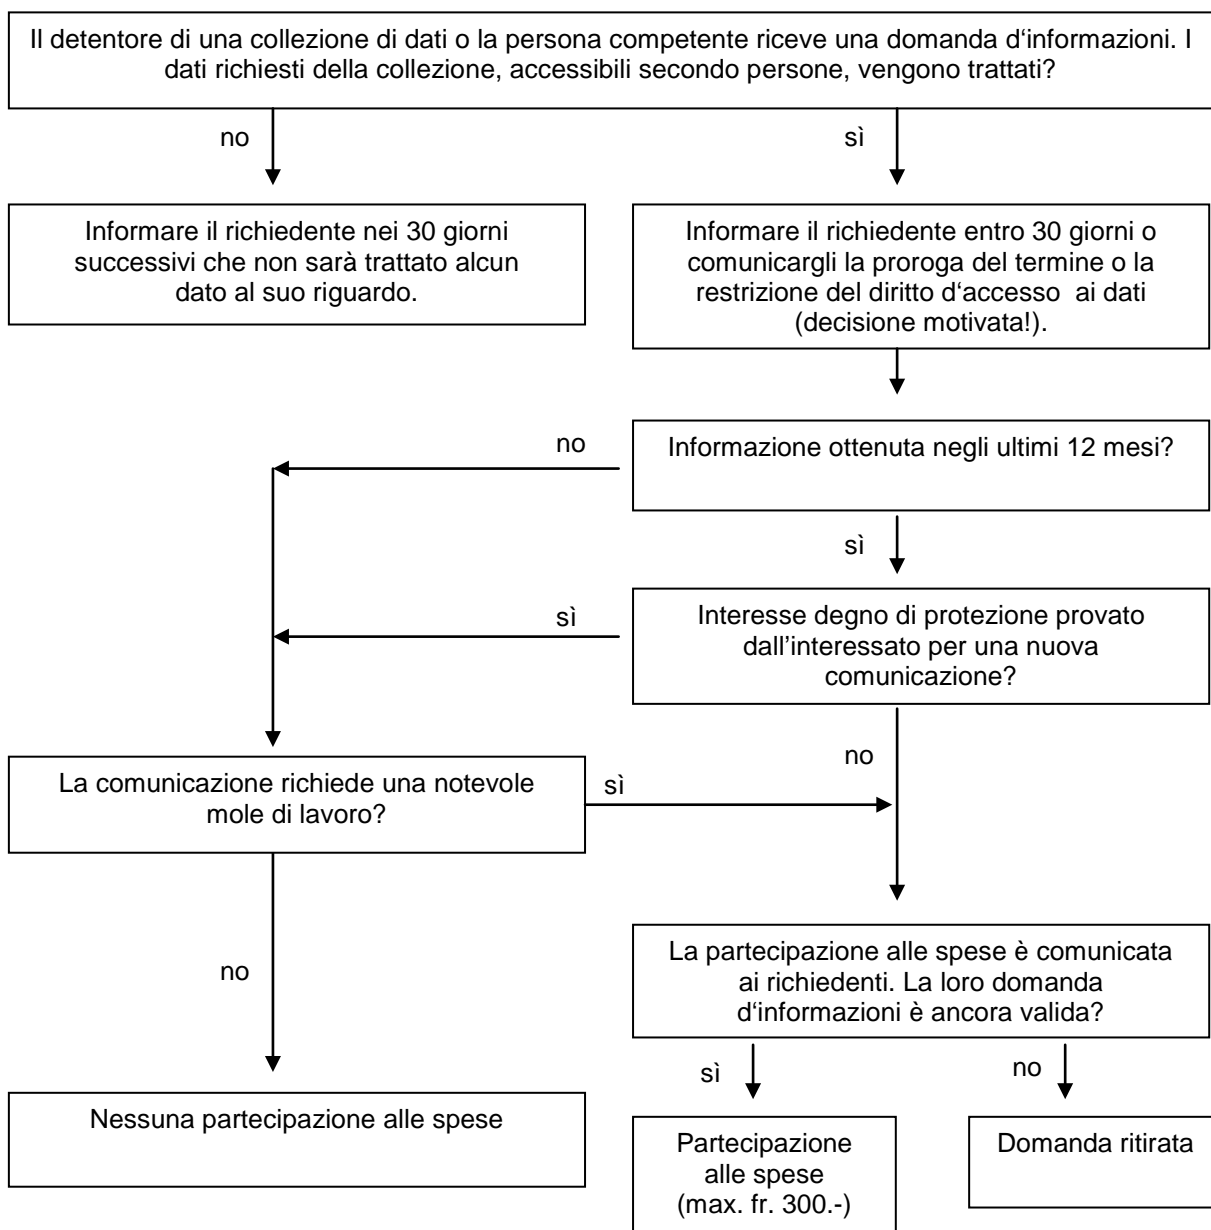 Il detentore di una collezione di dati o la persona competente riceve una domanda d‘informazioni. I
dati richiesti della collezione, accessibili secondo persone, vengono trattati?
no
sì
Informare il richiedente nei 30 giorni
successivi che non sarà trattato alcun
dato al suo riguardo.
Informare il richiedente entro 30 giorni o
comunicargli la proroga del termine o la
restrizione del diritto d‘accesso ai dati
(decisione motivata!).
no
Informazione ottenuta negli ultimi 12 mesi?
sì
sì
Interesse degno di protezione provato
dall’interessato per una nuova
comunicazione?
no
La comunicazione richiede una notevole
mole di lavoro?
sì
no
La partecipazione alle spese è comunicata
ai richiedenti. La loro domanda
d‘informazioni è ancora valida?
sì
no
Nessuna partecipazione alle spese
Partecipazione
alle spese
(max. fr. 300.-)
Domanda ritirata